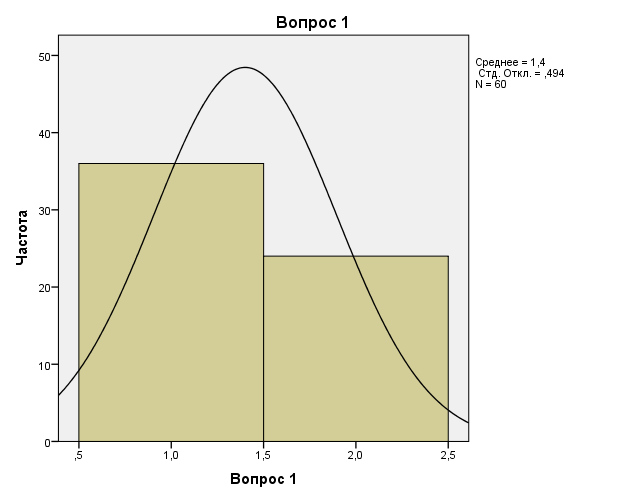 Вопрос 1
Среднее = 1,4
Стд. Откл. = ,494
N = 60
Частота
50
40
30
20
10
0
,5 1,0 1,5 2,0 2,5
Вопрос 1